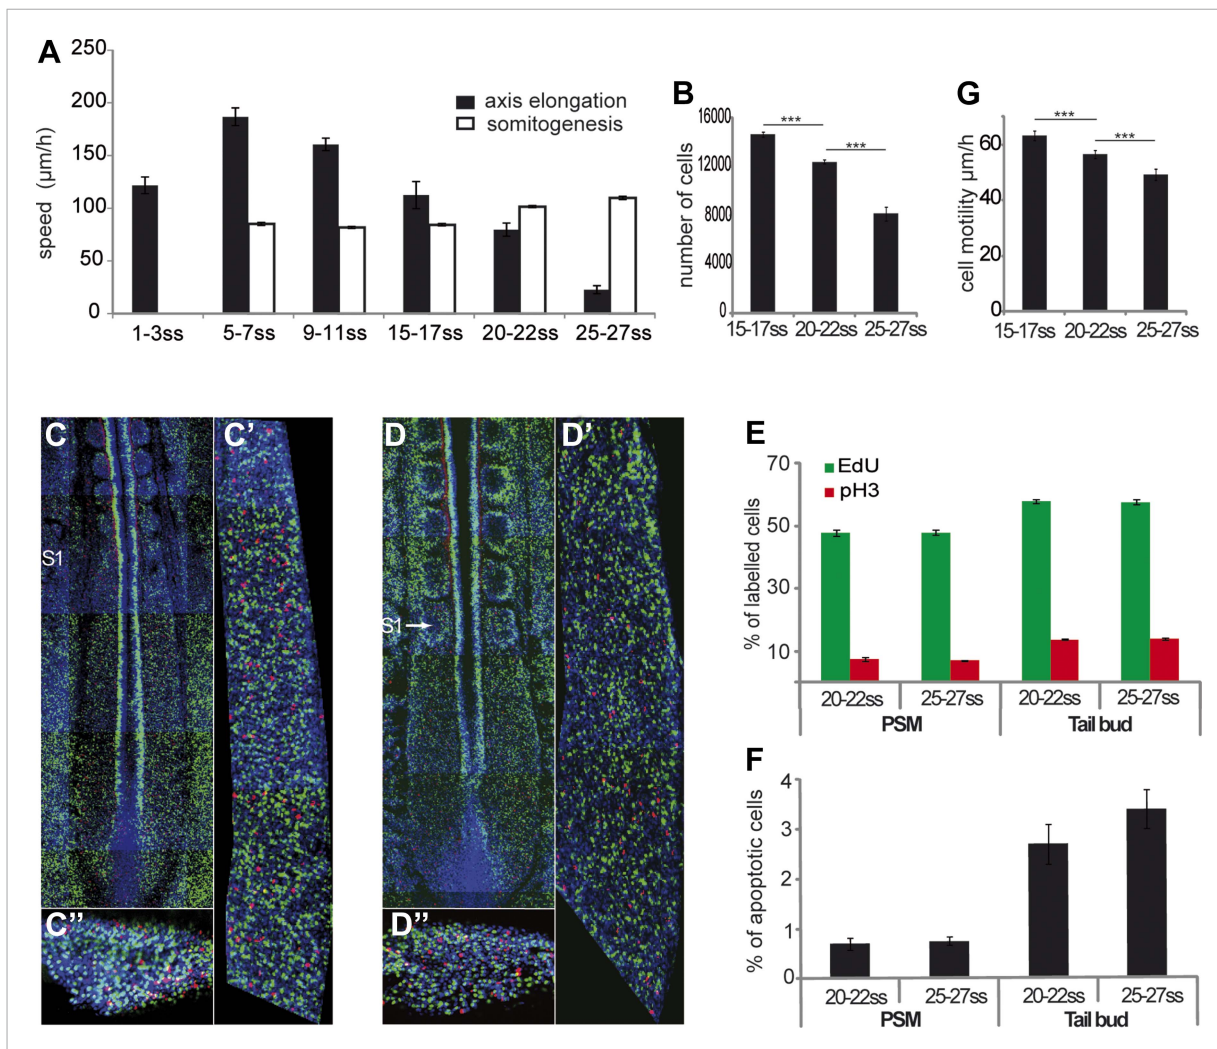 A
250
200
150
100
50
0
speed (µm/h)
axis elongation
somitogenesis
1-3ss 5-7ss 9-11ss 15-17ss 20-22ss 25-27ss
B
16000
12000
8000
4000
0
number of cells
*** ***
15-17ss 20-22ss 25-27ss
G
60
40
20
0
cell motility µm/h
*** ***
15-17ss 20-22ss 25-27ss
C
S1
C'
C''
D
S1
D'
D''
E
70
50
30
10
% of labelled cells
EdU
pH3
20-22ss 25-27ss 20-22ss 25-27ss
PSM Tail bud
F
4
3
2
1
0
% of apoptotic cells
20-22ss 25-27ss 20-22ss 25-27ss
PSM Tail bud